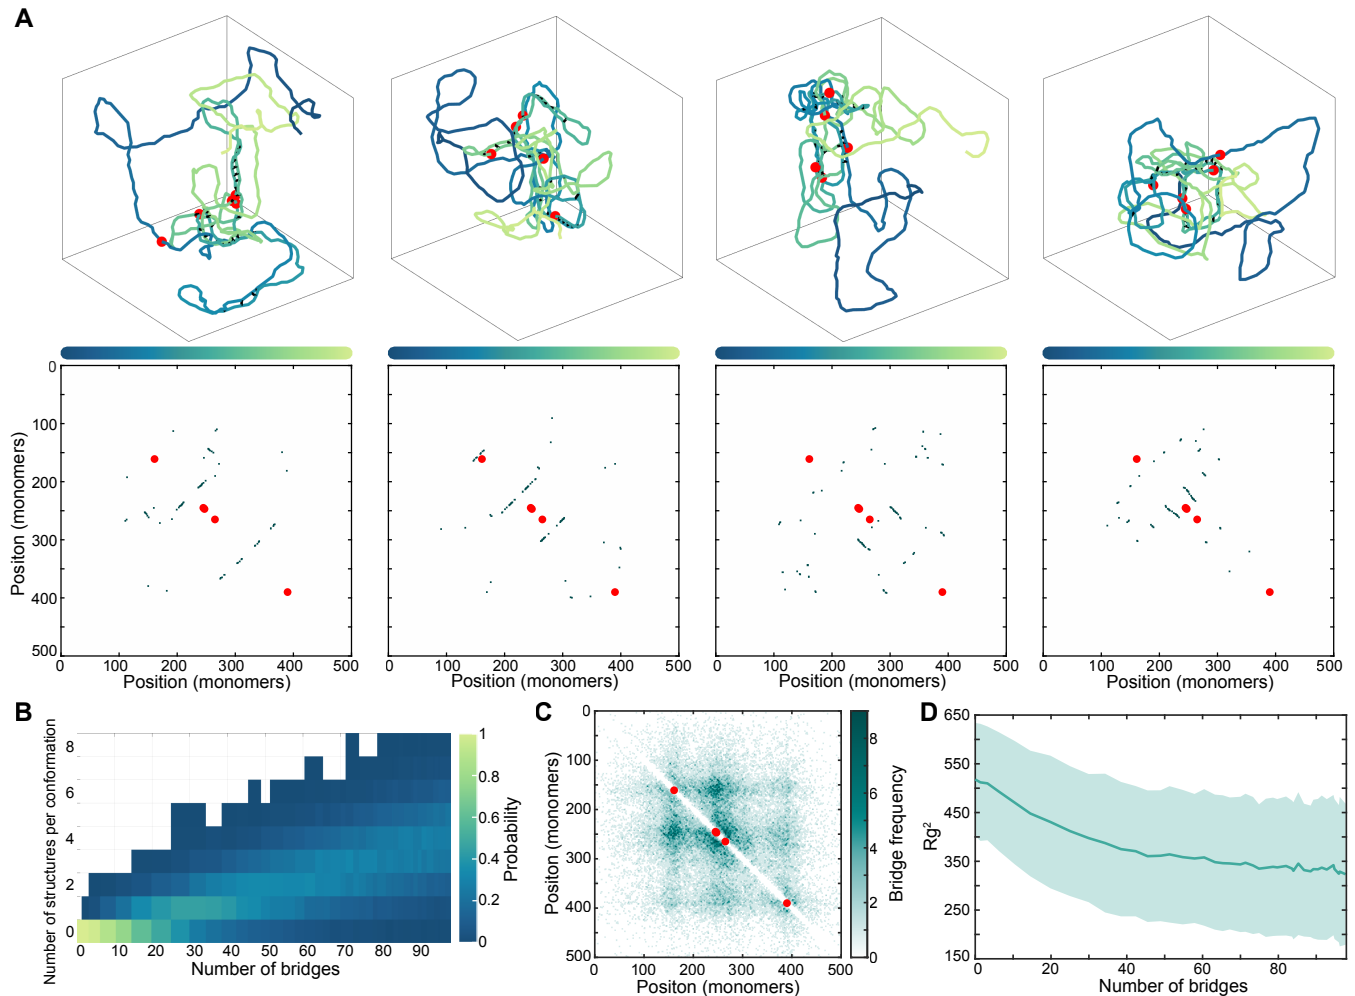 A
0
100
200
300
400
500
Positon (monomers)
0 100 200 300 400 500
0 100 200 300 400 500
0 100 200 300 400 500
0 100 200 300 400 500
Position (monomers)
Position (monomers)
Position (monomers)
Position (monomers)
B
Number of structures per conformation
8
6
4
2
0
0 10 20 30 40 50 60 70 80 90
Number of bridges
1
0.8
0.6
0.4
0.2
0
Probability
C
0
100
200
300
400
500
Positon (monomers)
0 100 200 300 400 500
Positon (monomers)
8
6
4
2
0
Bridge frequency
D
650
550
450
350
250
150
Rg²
0 20 40 60 80
Number of bridges